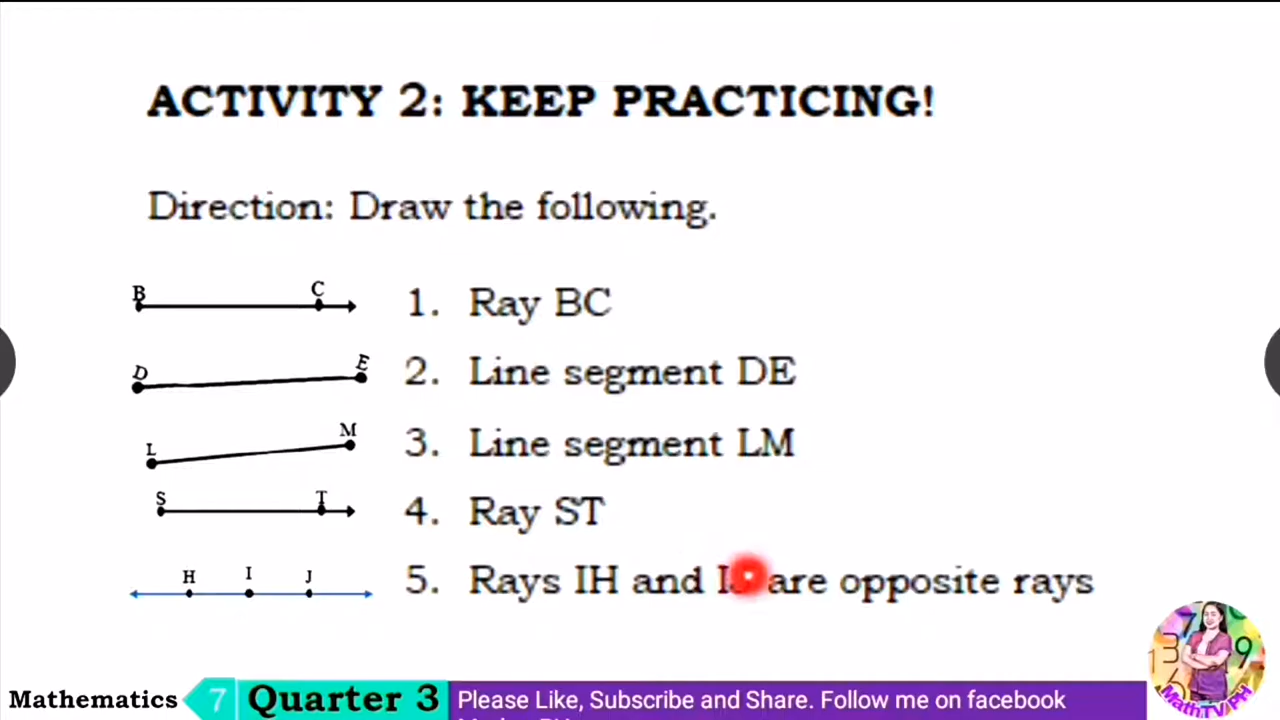 ACTIVITY 2: KEEP PRACTICING!
Direction: Draw the following.
B C 1. Ray BC
D E 2. Line segment DE
L M 3. Line segment LM
S T 4. Ray ST
H I J 5. Rays IH and are opposite rays
Mathematics 7 Quarter 3 Please Like, Subscribe and Share. Follow me on facebook
MathTV PH